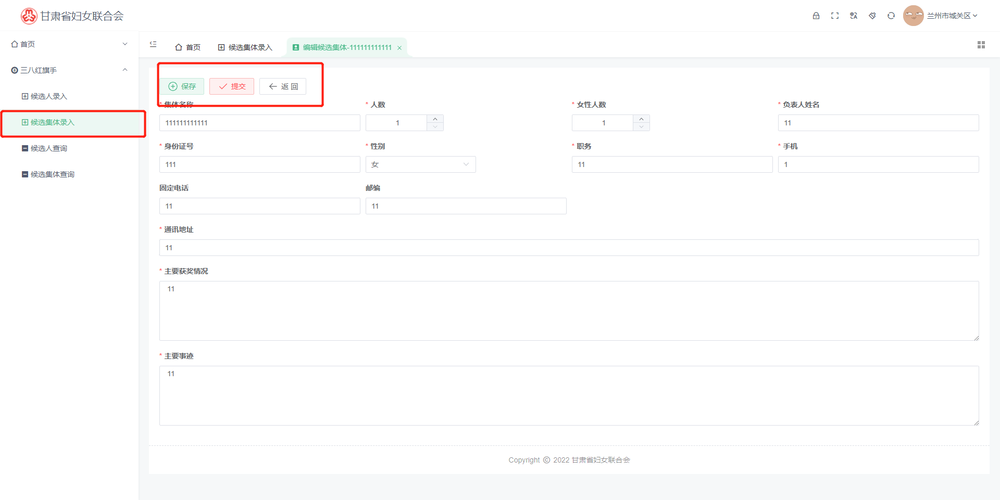 甘肃省妇女联合会
兰州市城关区
首页
三八红旗手
候选人录入
候选集体录入
候选人查询
候选集体查询
首页 候选集体录入 编辑候选集体-111111111111
保存 提交 返回
* 集体名称 * 人数 * 女性人数 * 负表人姓名
111111111111 1 1 11
* 身份证号 * 性别 * 职务 * 手机
111 女 11 1
固定电话 邮编
11 11
* 通讯地址
11
* 主要获奖情况
11
* 主要事迹
11
Copyright © 2022 甘肃省妇女联合会